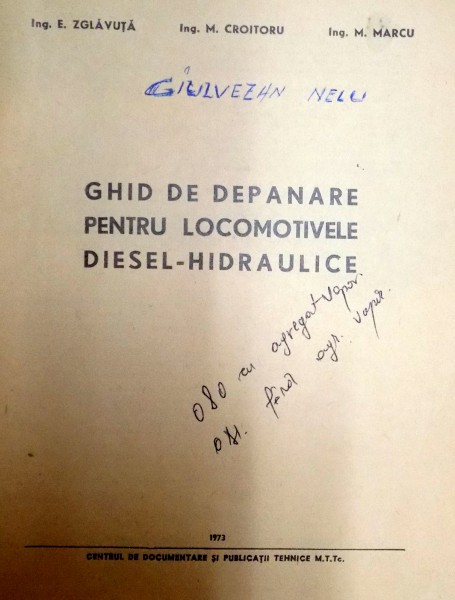 Ing. E. ZGLĂVUȚĂ Ing. M. CROITORU Ing. M. MARCU
GIULVEZAN NELU
GHID DE DEPANARE
PENTRU LOCOMOTIVELE
DIESEL-HIDRAULICE
080 cu agregat vapor.
fără agr. vapor.
1973
CENTRUL DE DOCUMENTARE ȘI PUBLICAȚII TEHNICE M.T.Tc.